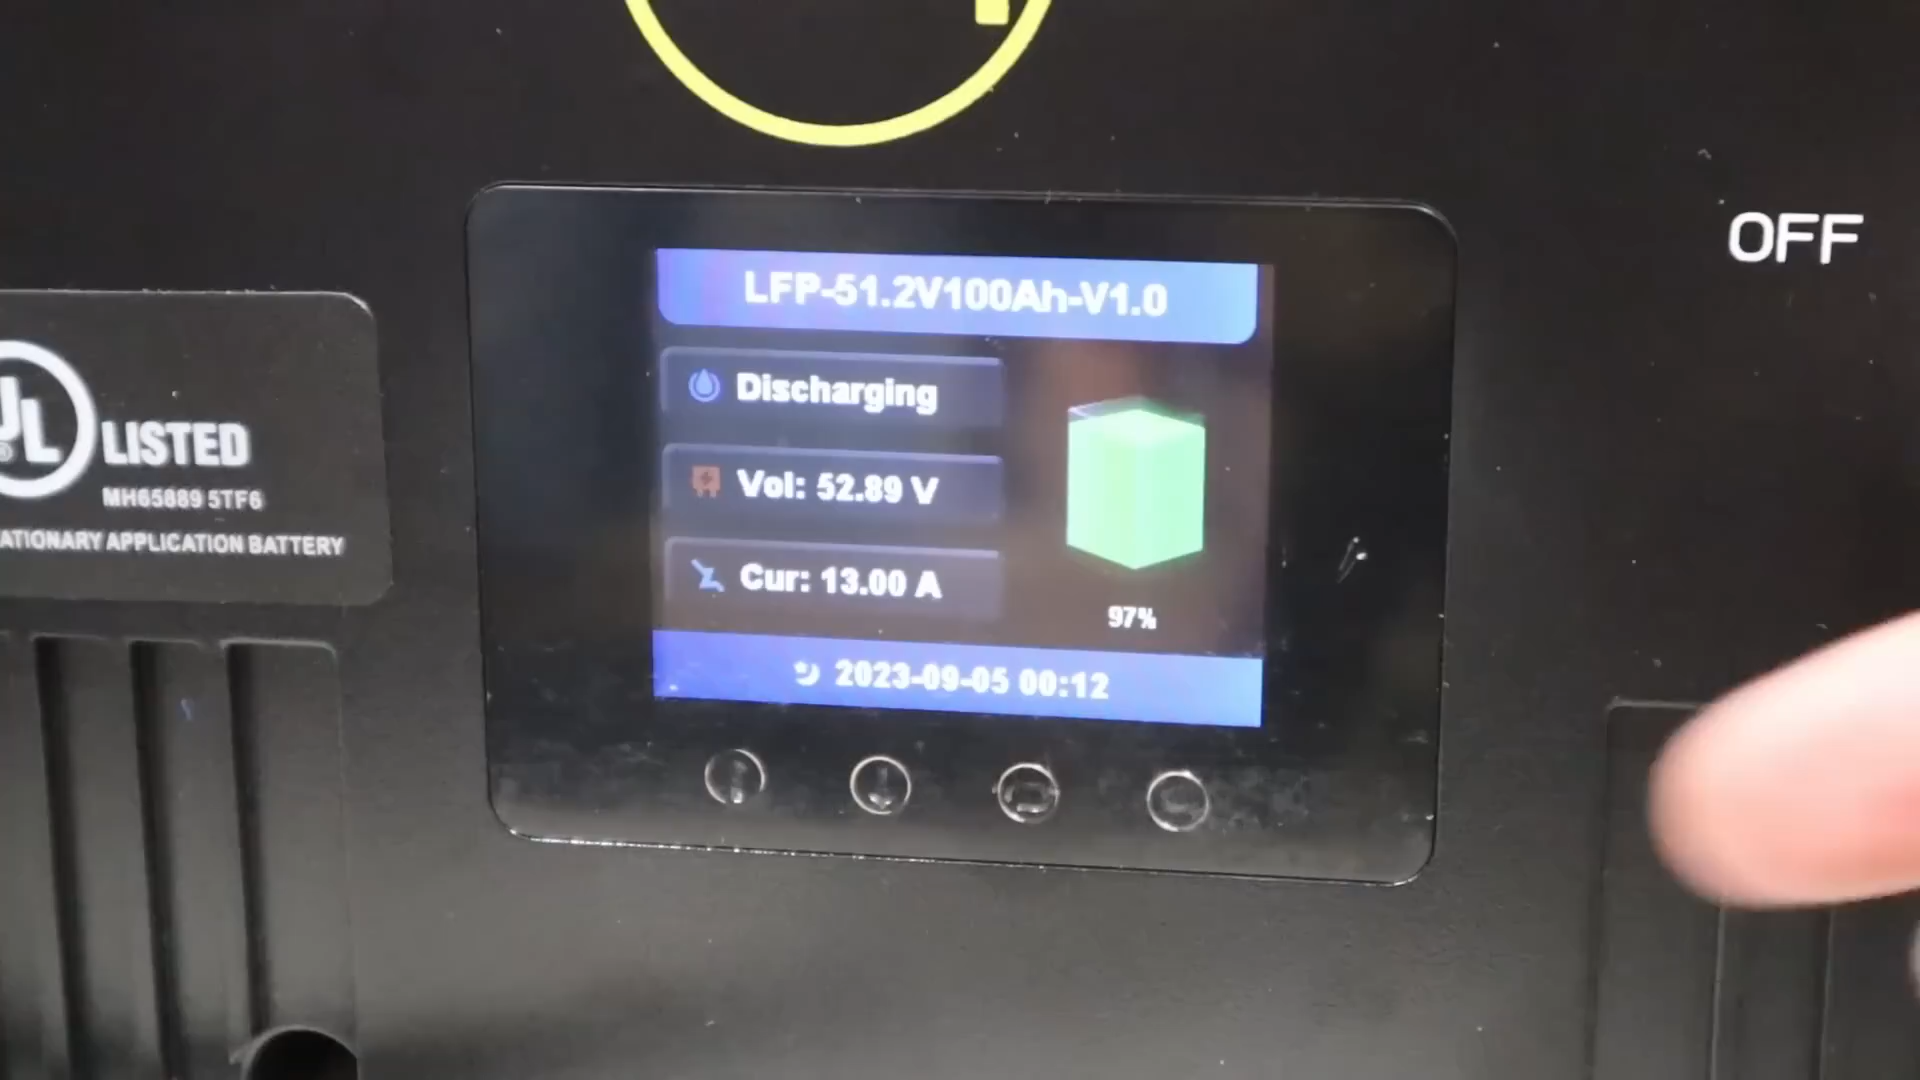 OFF
LFP-51.2V100Ah-V1.0
Discharging
Vol: 52.89 V
Cur: 13.00 A
97%
2023-09-05 00:12
UL
LISTED
MH65889 5TF6
ATIONARY APPLICATION BATTERY